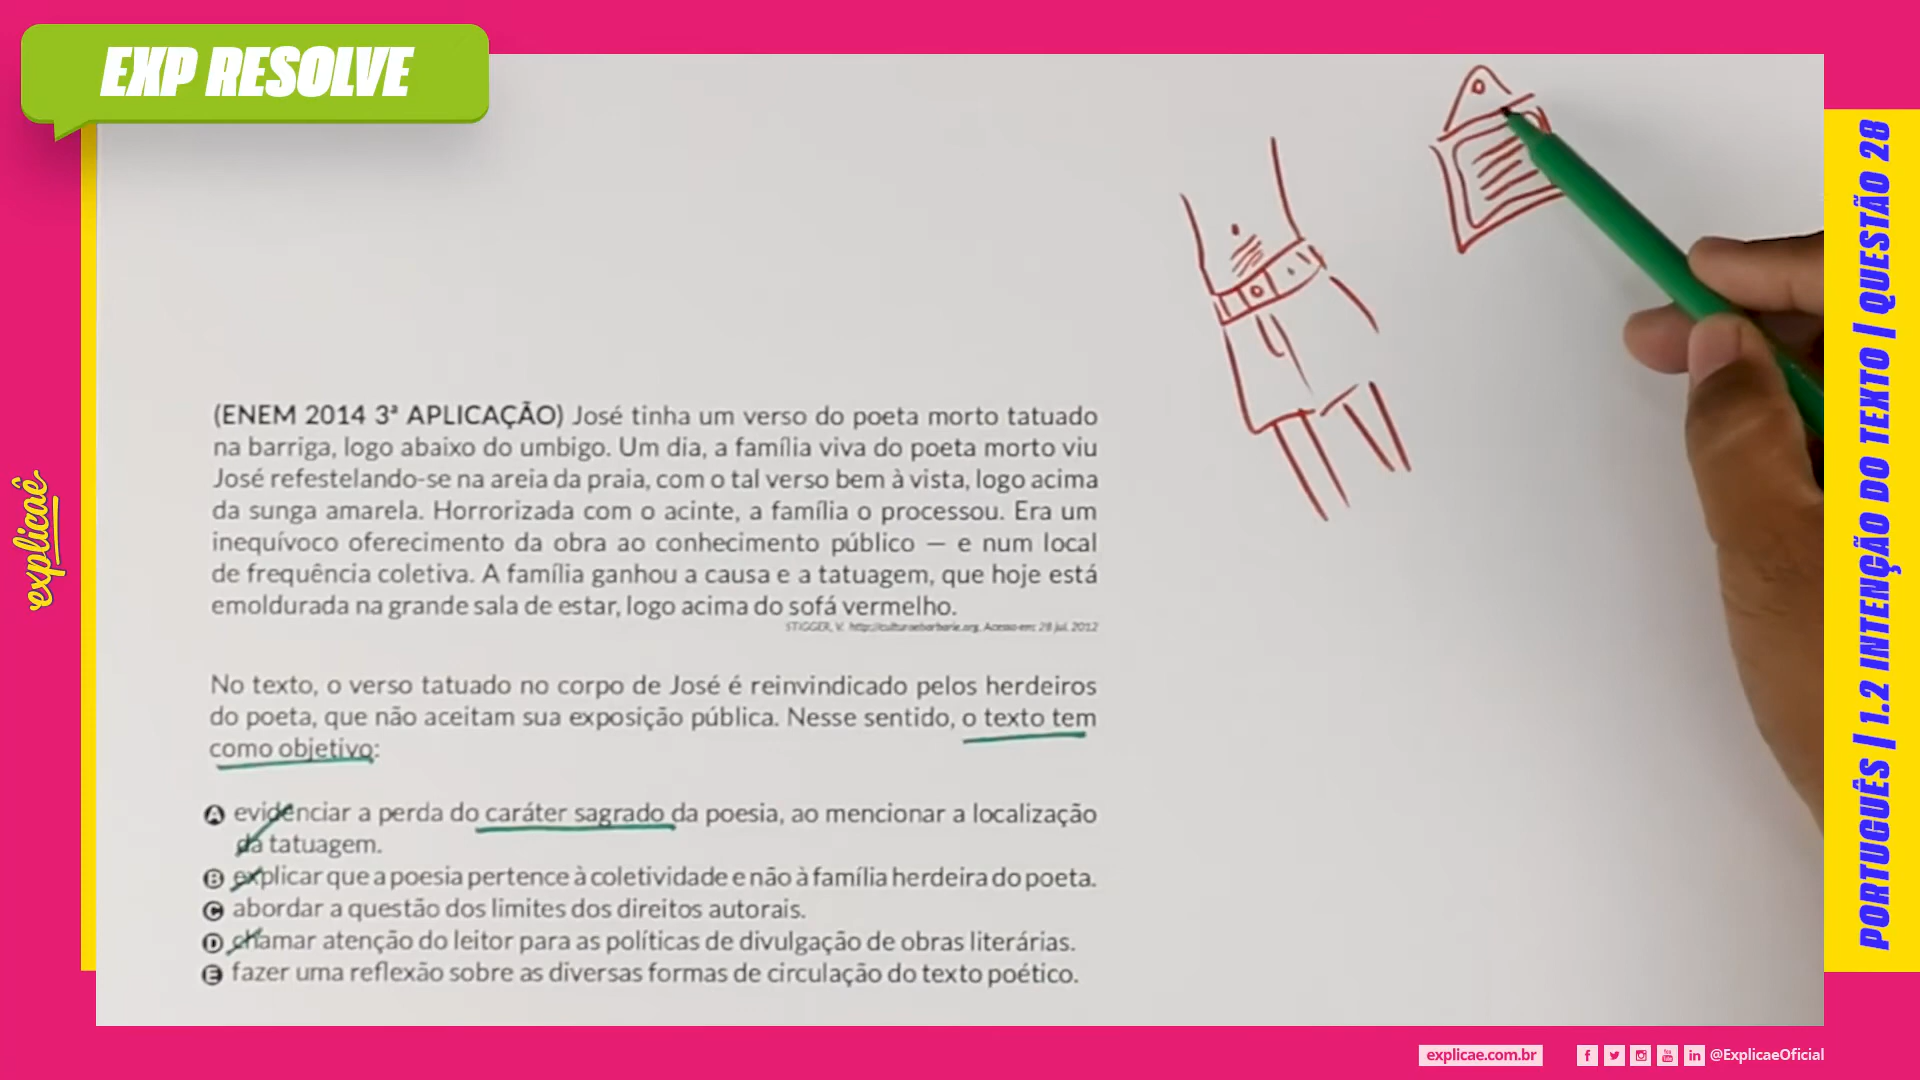 EXP RESOLVE
(ENEM 2014 3ª APLICAÇÃO) José tinha um verso do poeta morto tatuado
na barriga, logo abaixo do umbigo. Um dia, a família viva do poeta morto viu
José refestelando-se na areia da praia, com o tal verso bem à vista, logo acima
da sunga amarela. Horrorizada com o acinte, a família o processou. Era um
inequívoco oferecimento da obra ao conhecimento público — e num local
de frequência coletiva. A família ganhou a causa e a tatuagem, que hoje está
emoldurada na grande sala de estar, logo acima do sofá vermelho.
STIGGER, V. http://culturaebarbarie.org. Acesso em: 28 jul. 2012
No texto, o verso tatuado no corpo de José é reinvindicado pelos herdeiros
do poeta, que não aceitam sua exposição pública. Nesse sentido, o texto tem
como objetivo:
A evidenciar a perda do caráter sagrado da poesia, ao mencionar a localização
da tatuagem.
B explicar que a poesia pertence à coletividade e não à família herdeira do poeta.
C abordar a questão dos limites dos direitos autorais.
D chamar atenção do leitor para as políticas de divulgação de obras literárias.
E fazer uma reflexão sobre as diversas formas de circulação do texto poético.
explicaê
PORTUGUÊS | 1.2 INTENÇÃO DO TEXTO | QUESTÃO 28
explicae.com.br
@ExplicaeOficial